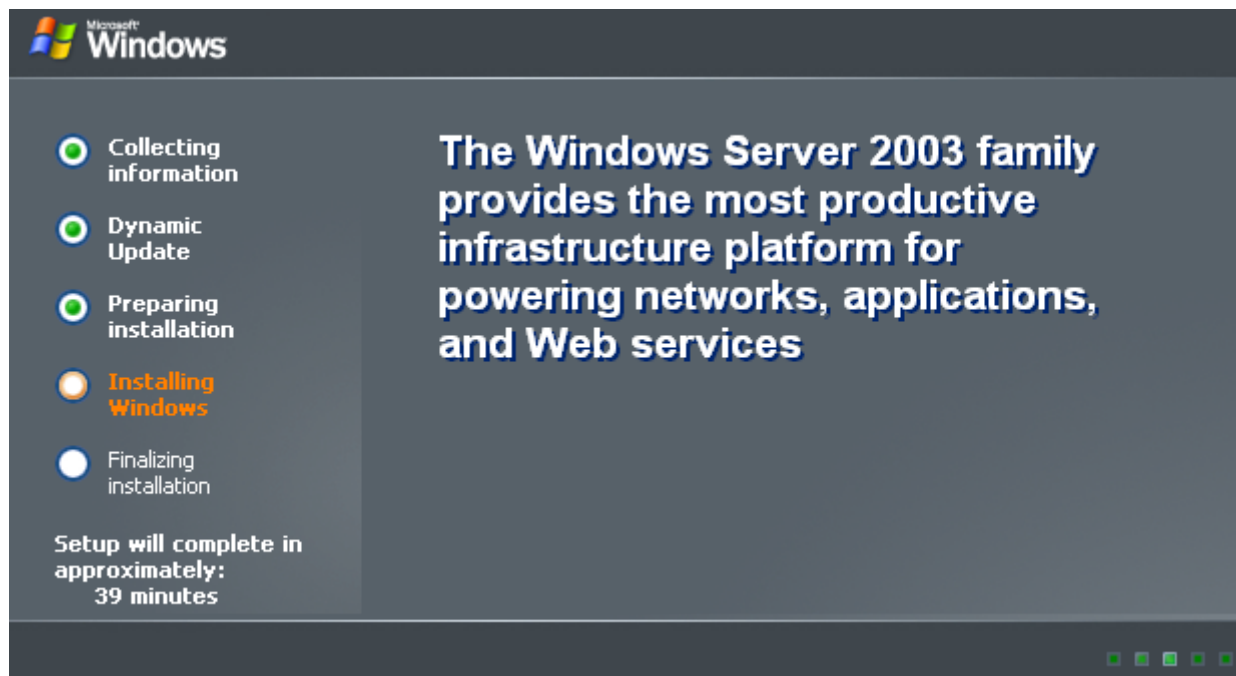 Microsoft
Windows
Collecting
information
Dynamic
Update
Preparing
installation
Installing
Windows
Finalizing
installation
Setup will complete in
approximately:
39 minutes
The Windows Server 2003 family
provides the most productive
infrastructure platform for
powering networks, applications,
and Web services